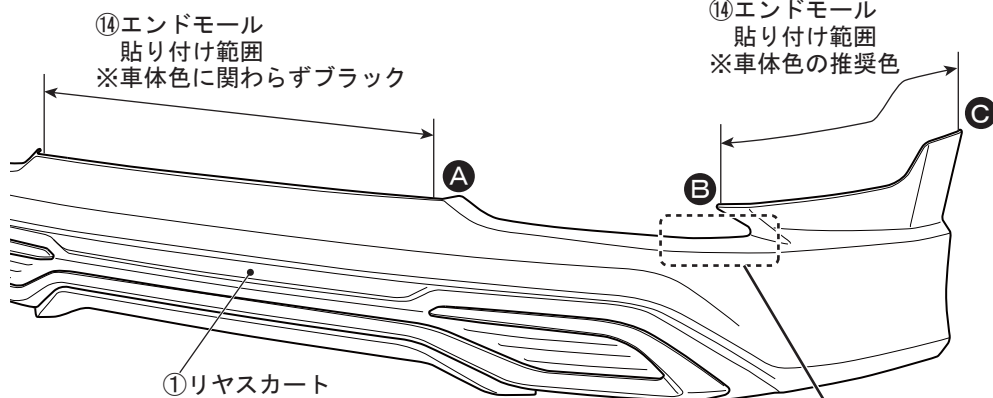 ⑭エンドモール
貼り付け範囲
※車体色に関わらずブラック
⑭エンドモール
貼り付け範囲
※車体色の推奨色
A
B
C
①リヤスカート